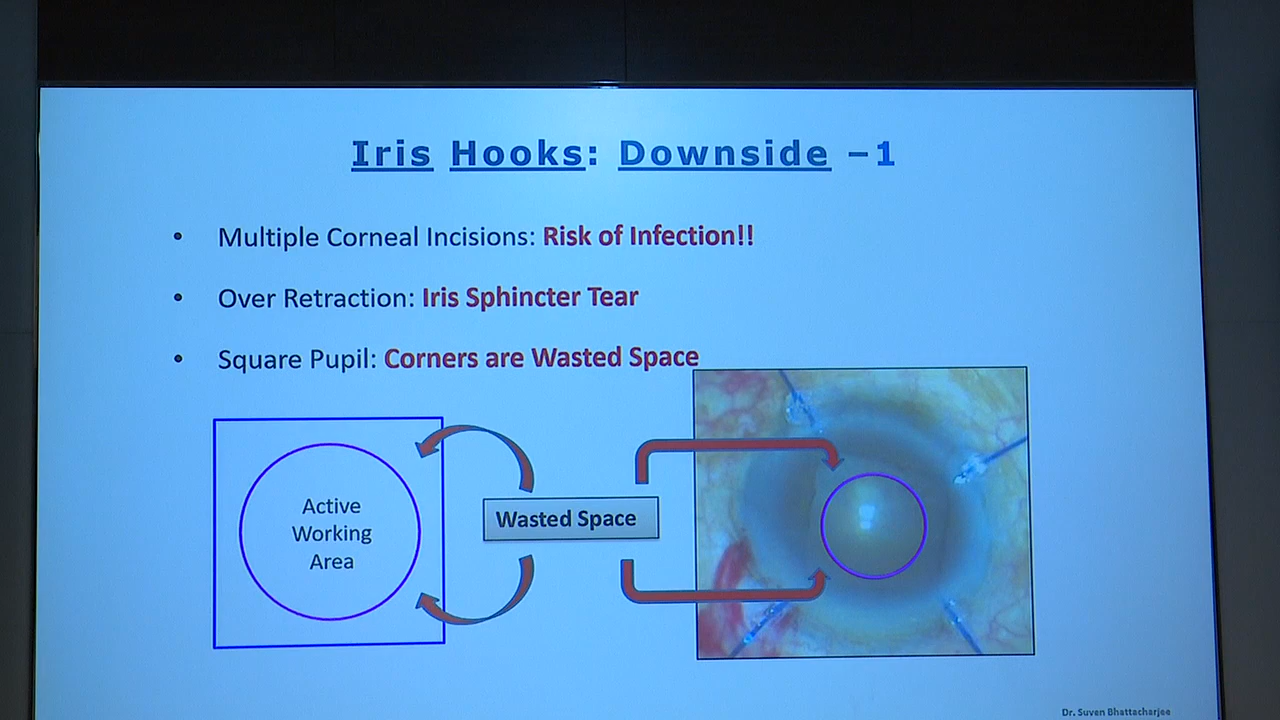 Iris Hooks: Downside –1
• Multiple Corneal Incisions: Risk of Infection!!
• Over Retraction: Iris Sphincter Tear
• Square Pupil: Corners are Wasted Space
Active
Working
Area
Wasted Space
Dr. Suven Bhattacharjee